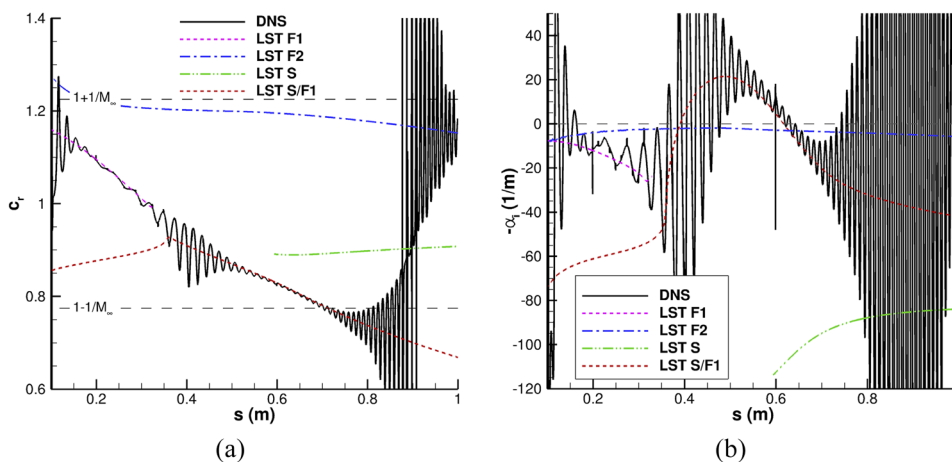 1.4
1.2
1
0.8
0.6
c_r
1+1/M∞
1-1/M∞
DNS
LST F1
LST F2
LST S
LST S/F1
0.2
0.4
0.6
0.8
1
s (m)
(a)
40
20
0
-20
-40
-60
-80
-100
-120
-α_i (1/m)
DNS
LST F1
LST F2
LST S
LST S/F1
0.2
0.4
0.6
0.8
s (m)
(b)